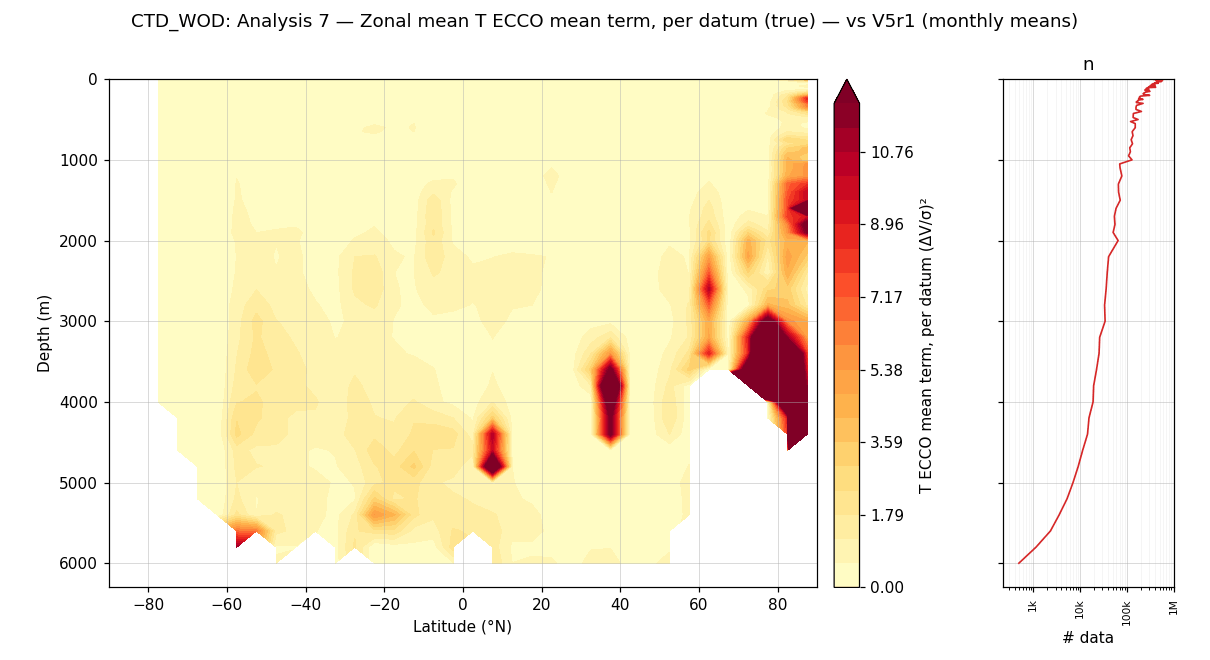 CTD_WOD: Analysis 7 — Zonal mean T ECCO mean term, per datum (true) — vs V5r1 (monthly means)
n
0
1000
2000
3000
4000
5000
6000
Depth (m)
−80
−60
−40
−20
0
20
40
60
80
Latitude (°N)
10.76
8.96
7.17
5.38
3.59
1.79
0.00
T ECCO mean term, per datum (ΔV/σ)²
1k
10k
100k
1M
# data